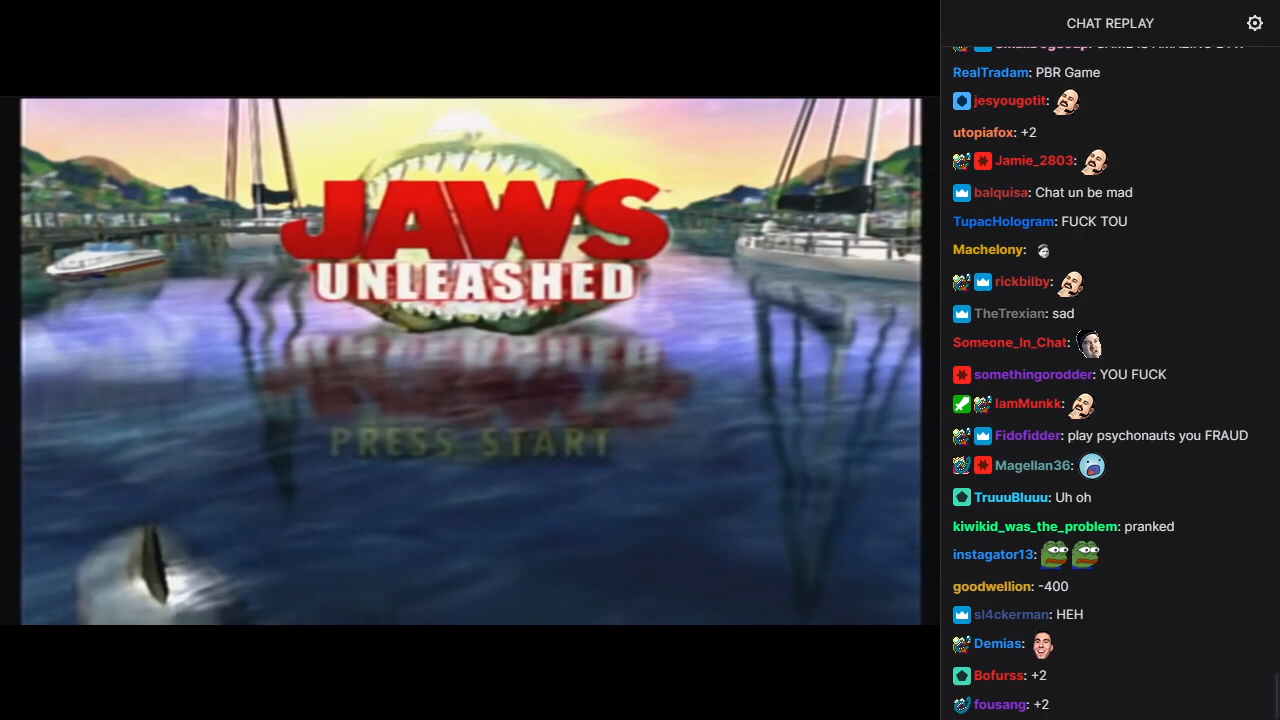 JAWS
UNLEASHED
PRESS START
CHAT REPLAY
RealTradam: PBR Game
jesyougotit:
utopiafox: +2
Jamie_2803:
balquisa: Chat un be mad
TupacHologram: FUCK TOU
Machelony:
rickbilby:
TheTrexian: sad
Someone_In_Chat:
somethingorodder: YOU FUCK
IamMunkk:
Fidofidder: play psychonauts you FRAUD
Magellan36:
TruuuBluuu: Uh oh
kiwikid_was_the_problem: pranked
instagator13:
goodwellion: -400
sl4ckerman: HEH
Demias:
Bofurss: +2
fousang: +2